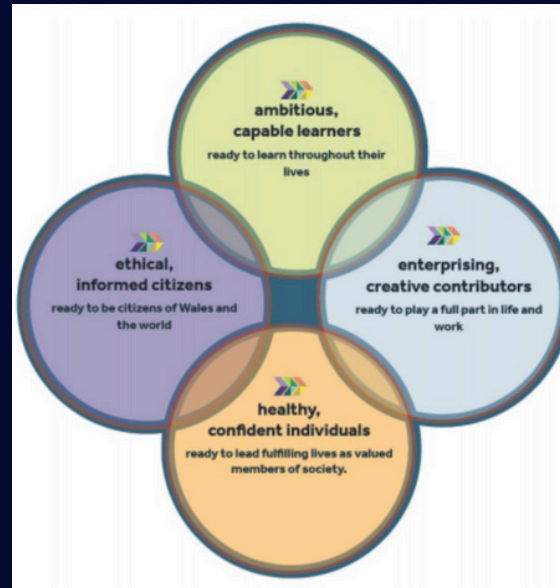 ambitious,
capable learners
ready to learn throughout their
lives
ethical,
informed citizens
ready to be citizens of Wales and
the world
enterprising,
creative contributors
ready to play a full part in life and
work
healthy,
confident individuals
ready to lead fulfilling lives as valued
members of society.